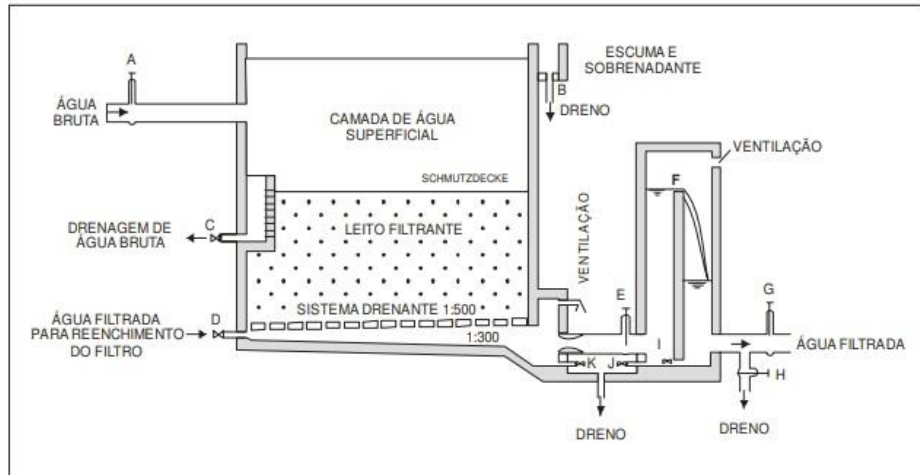 A
ESCUMA E
SOBRENADANTE
B
DRENO
ÁGUA
BRUTA
CAMADA DE ÁGUA
SUPERFICIAL
VENTILAÇÃO
F
SCHMUTZDECKE
VENTILAÇÃO
LEITO FILTRANTE
DRENAGEM DE
ÁGUA BRUTA
C
E
G
SISTEMA DRENANTE 1:500
ÁGUA FILTRADA
PARA REENCHIMENTO
DO FILTRO
D
1:300
I
ÁGUA FILTRADA
K
J
H
DRENO
DRENO